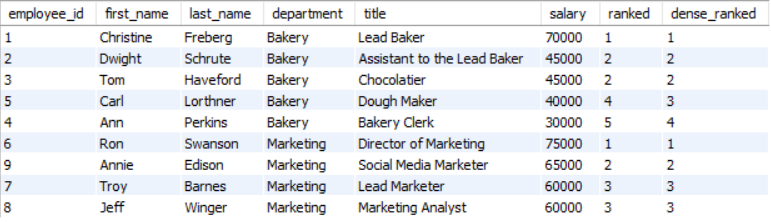 employee_id first_name last_name department title salary ranked dense_ranked
1 Christine Freberg Bakery Lead Baker 70000 1 1
2 Dwight Schrute Bakery Assistant to the Lead Baker 45000 2 2
3 Tom Haveford Bakery Chocolatier 45000 2 2
5 Carl Lorthner Bakery Dough Maker 40000 4 3
4 Ann Perkins Bakery Bakery Clerk 30000 5 4
6 Ron Swanson Marketing Director of Marketing 75000 1 1
9 Annie Edison Marketing Social Media Marketer 65000 2 2
7 Troy Barnes Marketing Lead Marketer 60000 3 3
8 Jeff Winger Marketing Marketing Analyst 60000 3 3